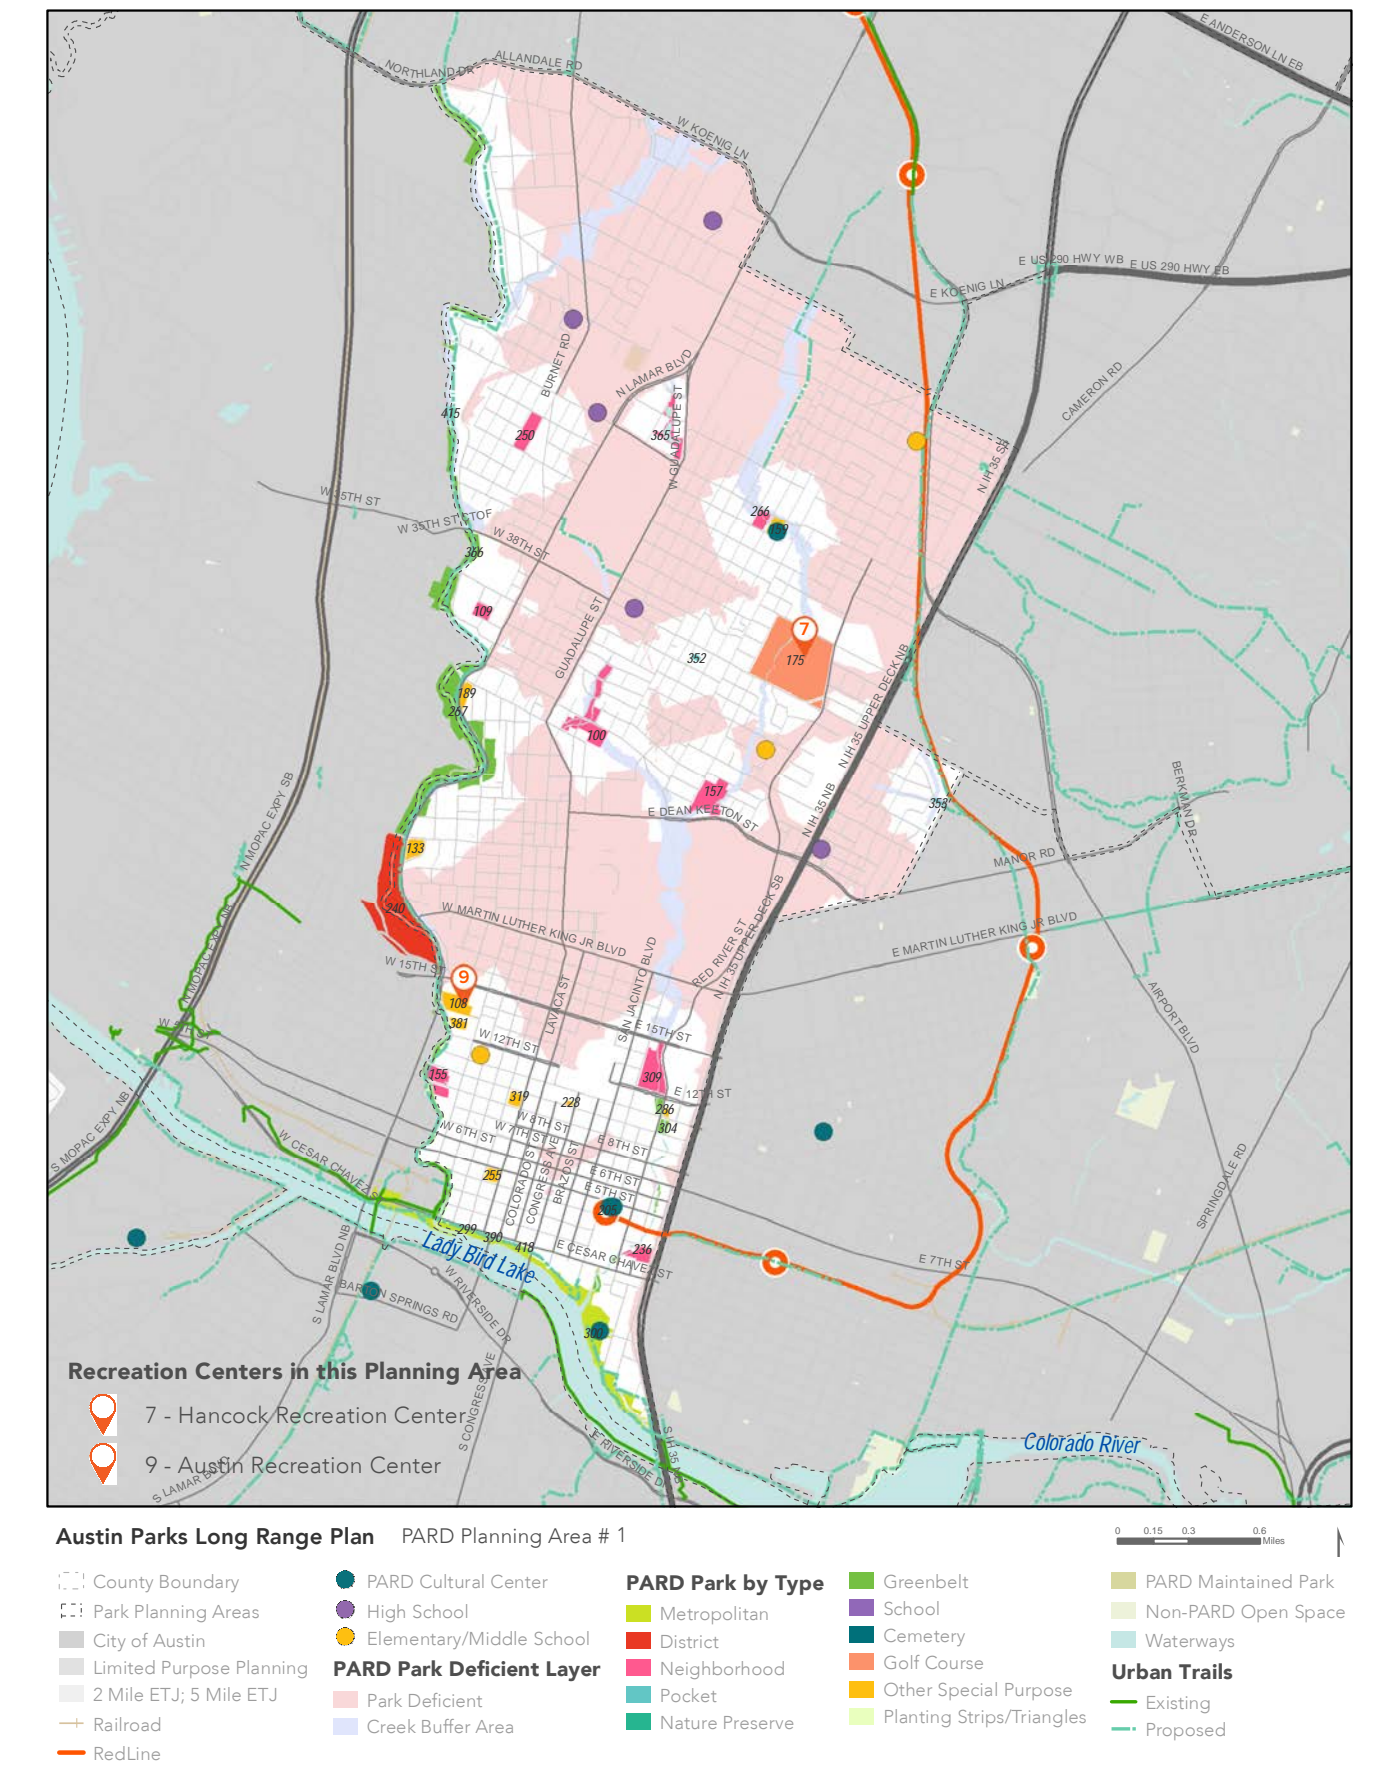 E ANDERSON LN EB
ALLANDALE RD
NORTHLAND DR
W KOENIG LN
E US 290 HWY WB
E US 290 HWY EB
E KOENIG LN
BURNET RD
N LAMAR BLVD
W GUADALUPE ST
CAMERON RD
415
250
365
N IH 35 SB
W 35TH ST
W 35TH ST STOF
W 38TH ST
266
159
366
109
GUADALUPE ST
7
352
175
N IH 35 UPPER DECK NB
189
267
100
157
E DEAN KEETON ST
N IH 35 NB
353
BERKMAN DR
N MOPAC EXPY SB
133
MANOR RD
240
W MARTIN LUTHER KING JR BLVD
RED RIVER ST
N IH 35 UPPER DECK SB
E MARTIN LUTHER KING JR BLVD
N MOPAC EXPY NB
W 15TH ST
9
108
381
LAVACA ST
SAN JACINTO BLVD
E 15TH ST
AIRPORT BLVD
W 12TH ST
155
309
E 12TH ST
319
228
286
304
S MOPAC EXPY NB
W CESAR CHAVEZ S
W 6TH ST
W 8TH ST
W 7TH ST
E 8TH ST
E 6TH ST
E 5TH ST
COLORADO ST
CONGRESS AVE
BRAZOS ST
255
205
SPRINGDALE RD
299
390
418
236
E CESAR CHAVEZ ST
E 7TH ST
Lady Bird Lake
S LAMAR BLVD NB
BARTON SPRINGS RD
W RIVERSIDE DR
300
S CONGRESS AVE
E RIVERSIDE DR
S IH 35 NB
Colorado River
Recreation Centers in this Planning Area
7 - Hancock Recreation Center
9 - Austin Recreation Center
Austin Parks Long Range Plan PARD Planning Area # 1
0 0.15 0.3 0.6
Miles
County Boundary
Park Planning Areas
City of Austin
Limited Purpose Planning
2 Mile ETJ; 5 Mile ETJ
Railroad
RedLine
PARD Cultural Center
High School
Elementary/Middle School
PARD Park Deficient Layer
Park Deficient
Creek Buffer Area
PARD Park by Type
Metropolitan
District
Neighborhood
Pocket
Nature Preserve
Greenbelt
School
Cemetery
Golf Course
Other Special Purpose
Planting Strips/Triangles
PARD Maintained Park
Non-PARD Open Space
Waterways
Urban Trails
Existing
Proposed